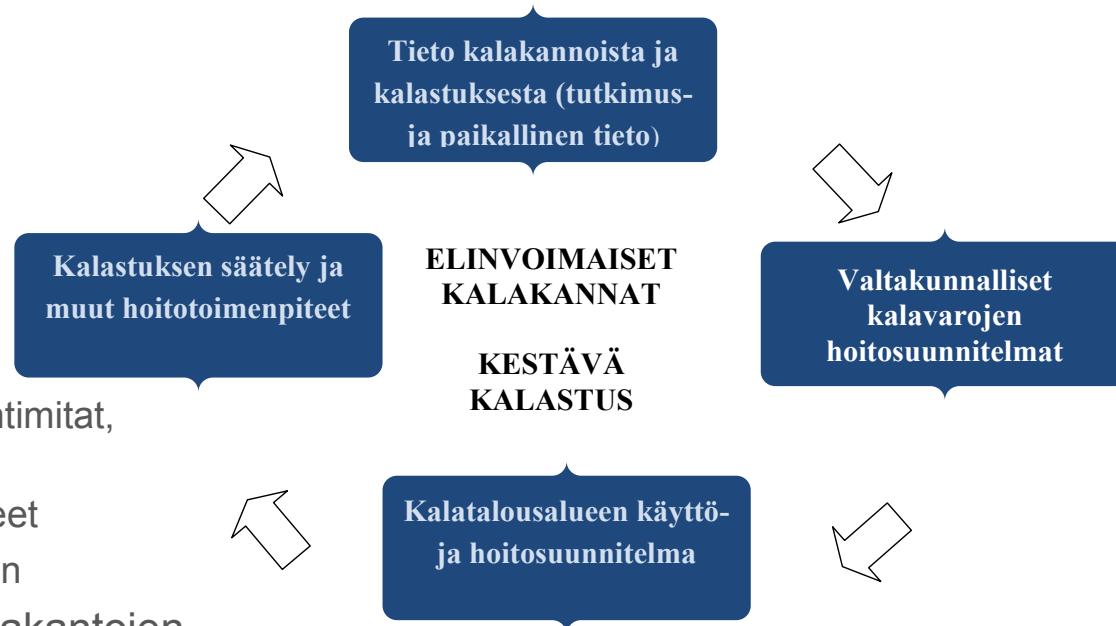 Tieto kalakannoista ja
kalastuksesta (tutkimus-
ja paikallinen tieto)
Kalastuksen säätely ja
muut hoitotoimenpiteet
ELINVOIMAISET
KALAKANNAT
KESTÄVÄ
KALASTUS
Valtakunnalliset
kalavarojen
hoitosuunnitelmat
Kalatalousalueen käyttö-
ja hoitosuunnitelma